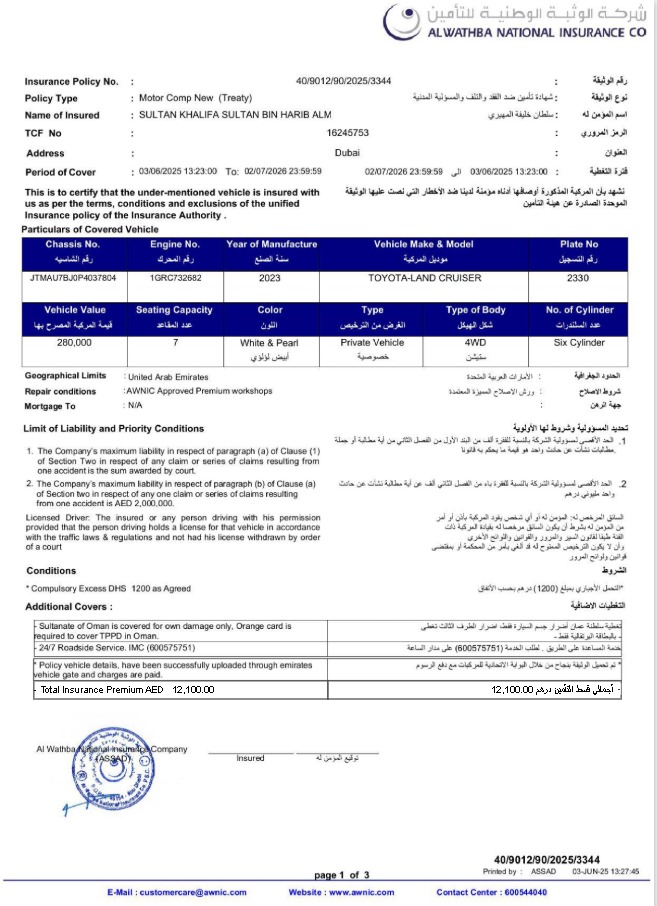 شركة الوثبة الوطنية للتأمين
ALWATHBA NATIONAL INSURANCE CO
Insurance Policy No. : 40/9012/90/2025/3344 : رقم الوثيقة
Policy Type : Motor Comp New (Treaty) شهادة تأمين ضد الفقد والتلف والمسؤولية المدنية : نوع الوثيقة
Name of Insured : SULTAN KHALIFA SULTAN BIN HARIB ALM سلطان خليفة المهيري : اسم المؤمن له
TCF No : 16245753 : الرمز المروري
Address : Dubai : العنوان
Period of Cover : 03/06/2025 13:23:00 To: 02/07/2026 23:59:59 02/07/2026 23:59:59 الى 03/06/2025 13:23:00 : فترة التغطية
This is to certify that the under-mentioned vehicle is insured with
us as per the terms, conditions and exclusions of the unified
Insurance policy of the Insurance Authority .
نشهد بأن المركبة المذكورة أوصافها أدناه مؤمنة لدينا ضد الأخطار التي نصت عليها الوثيقة
الموحدة الصادرة عن هيئة التأمين
Particulars of Covered Vehicle
Chassis No. Engine No. Year of Manufacture Vehicle Make & Model Plate No
رقم الشاسيه رقم المحرك سنة الصنع موديل المركبة رقم التسجيل
JTMAU7BJ0P4037804 1GRC732682 2023 TOYOTA-LAND CRUISER 2330
Vehicle Value Seating Capacity Color Type Type of Body No. of Cylinder
قيمة المركبة المصرح بها عدد المقاعد اللون الغرض من الترخيص شكل الهيكل عدد السلندرات
280,000 7 White & Pearl Private Vehicle 4WD Six Cylinder
أبيض لؤلؤي خصوصية ستيشن
Geographical Limits : United Arab Emirates الأمارات العربية المتحدة : الحدود الجغرافية
Repair conditions : AWNIC Approved Premium workshops ورش الاصلاح المميزة المعتمدة : شروط الاصلاح
Mortgage To : N/A : جهة الرهن
Limit of Liability and Priority Conditions
تحديد المسؤولية وشروط لها الأولوية
1. The Company's maximum liability in respect of paragraph (a) of Clause (1)
of Section Two in respect of any claim or series of claims resulting from
one accident is the sum awarded by court.
1. الحد الأقصى لمسؤولية الشركة بالنسبة للفقرة ألف من البند الأول من الفصل الثاني من أية مطالبة أو جملة
مطالبات نشأت عن حادث واحد هو قيمة ما يحكم به قانونا.
2. The Company's maximum liability in respect of paragraph (b) of Clause (a)
of Section two in respect of any one claim or series of claims resulting
from one accident is AED 2,000,000.
2. الحد الأقصى لمسؤولية الشركة بالنسبة للفقرة باء من الفصل الثاني ألف عن أية مطالبة نشأت عن حادث
واحد مليوني درهم
Licensed Driver: The insured or any person driving with his permission
provided that the person driving holds a license for that vehicle in accordance
with the traffic laws & regulations and not had his license withdrawn by order
of a court
السائق المرخص له: المؤمن له أو أي شخص يقود المركبة بأذن أو أمر
من المؤمن له بشرط أن يكون السائق مرخصا له بقيادة المركبة ذات
الفئة طبقا لقانون السير والمرور والقوانين واللوائح الأخرى
وأن لا يكون الترخيص الممنوح له قد الغي بأمر من المحكمة أو بمقتضى
قوانين ولوائح المرور
Conditions الشروط
* Compulsory Excess DHS 1200 as Agreed
*التحمل الأجباري بمبلغ (1200) درهم بحسب الأتفاق
Additional Covers : التغطيات الاضافية
- Sultanate of Oman is covered for own damage only, Orange card is
required to cover TPPD in Oman.
تغطية سلطنة عمان أضرار جسم السيارة فقط، اضرار الطرف الثالث تغطى -
بالبطاقة البرتقالية فقط -
- 24/7 Roadside Service. IMC (600575751)
خدمة المساعدة على الطريق . لطلب الخدمة (600575751) على مدار الساعة
* Policy vehicle details, have been successfully uploaded through emirates
vehicle gate and charges are paid.
* تم تحميل الوثيقة بنجاح من خلال البوابة الاتحادية للمركبات مع دفع الرسوم
- Total Insurance Premium AED 12,100.00
- أجمالي قسط التأمين درهم 12,100.00
Al Wathba National Insurance Company
(ASSAD)
Insured
توقيع المؤمن له
40/9012/90/2025/3344
Printed by : ASSAD 03-JUN-25 13:27:45
page 1 of 3
E-Mail : customercare@awnic.com Website : www.awnic.com Contact Center : 600544040